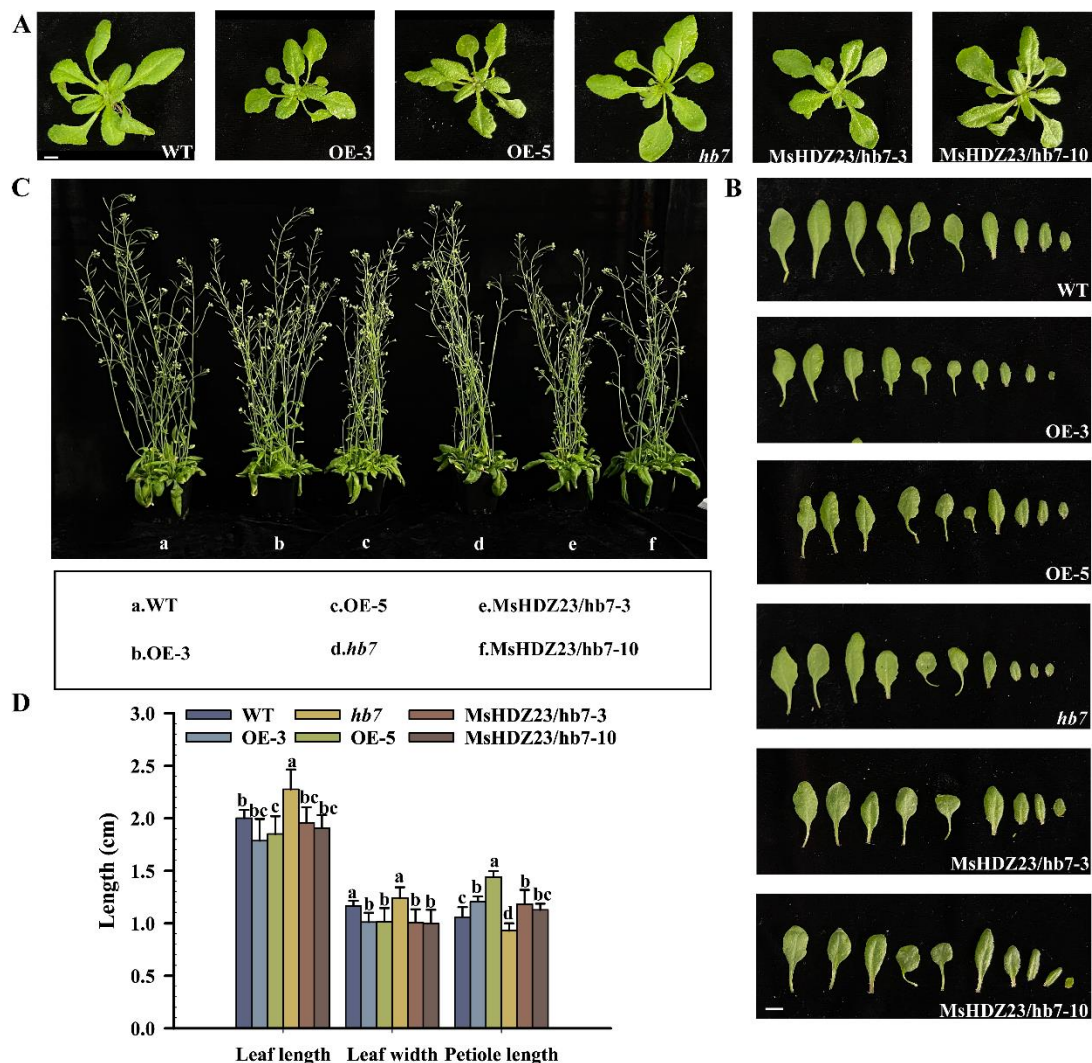 A
WT
OE-3
OE-5
hb7
MsHDZ23/hb7-3
MsHDZ23/hb7-10
C
a
b
c
d
e
f
a.WT
c.OE-5
e.MsHDZ23/hb7-3
b.OE-3
d.hb7
f.MsHDZ23/hb7-10
B
WT
OE-3
OE-5
hb7
MsHDZ23/hb7-3
MsHDZ23/hb7-10
D
WT
hb7
MsHDZ23/hb7-3
OE-3
OE-5
MsHDZ23/hb7-10
Length (cm)
3.0
2.5
2.0
1.5
1.0
0.5
0.0
b
bc
c
a
bc
bc
a
b
b
a
b
b
c
b
a
d
b
bc
Leaf length
Leaf width
Petiole length